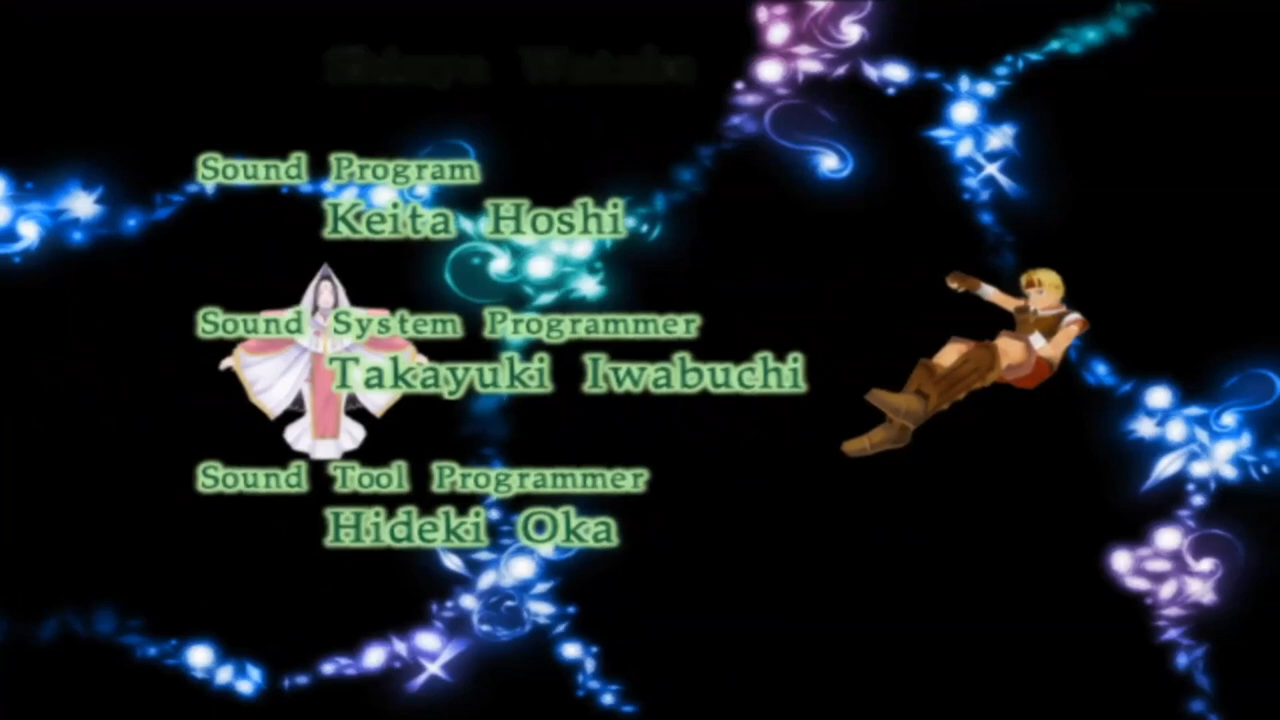 Sound Program
Keita Hoshi
Sound System Programmer
Takayuki Iwabuchi
Sound Tool Programmer
Hideki Oka